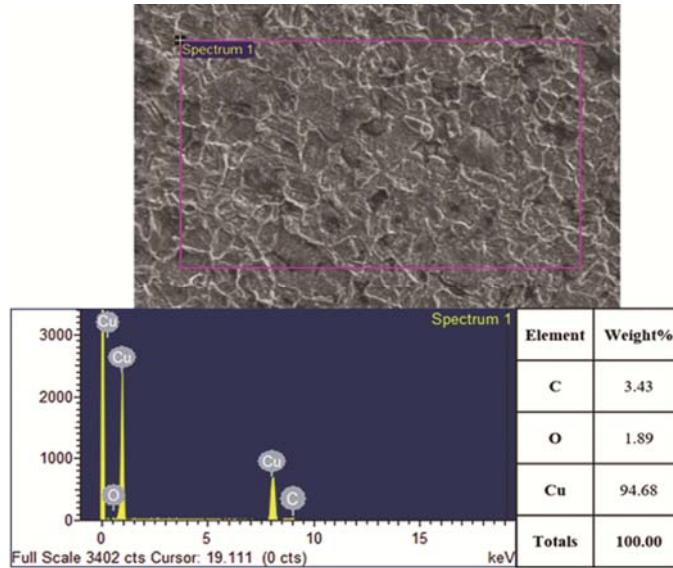 Spectrum 1
Spectrum 1
3000
2000
1000
0
Cu
Cu
O
Cu
C
0 5 10 15
Full Scale 3402 cts Cursor: 19.111 (0 cts) keV
Element Weight%
C 3.43
O 1.89
Cu 94.68
Totals 100.00